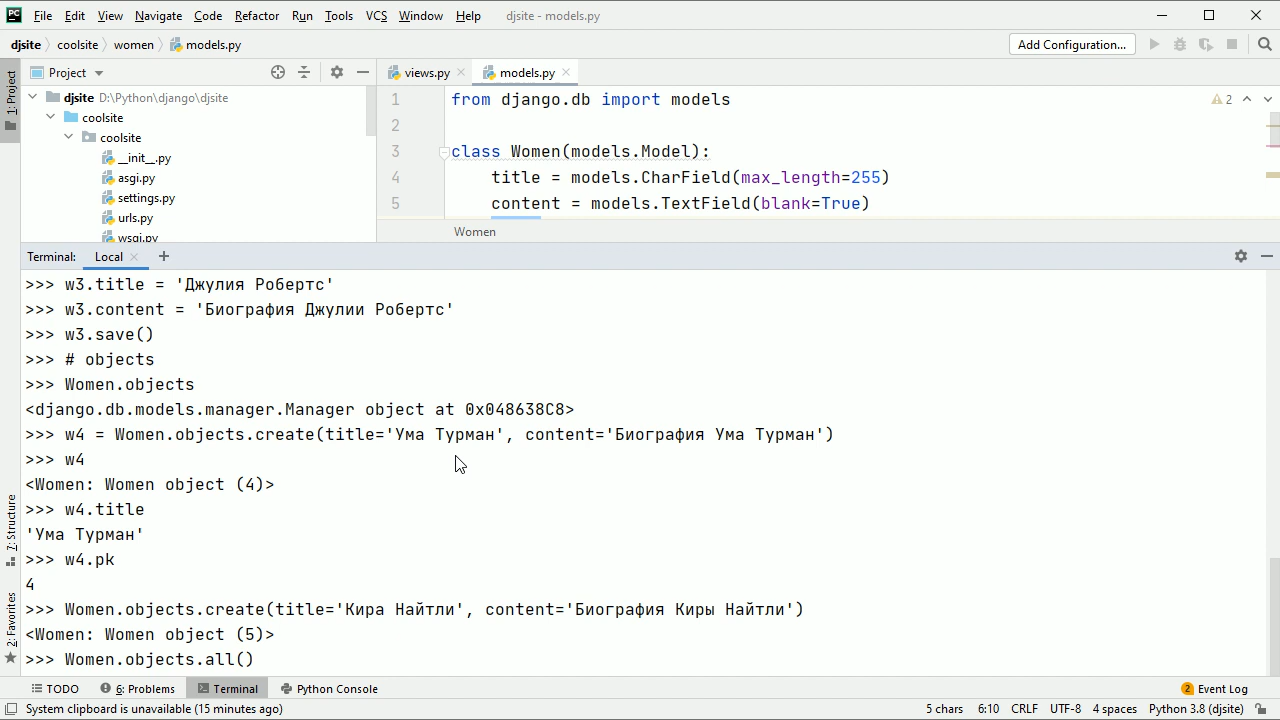 PC File Edit View Navigate Code Refactor Run Tools VCS Window Help djsite - models.py
djsite coolsite women models.py Add Configuration...
1: Project
Project
views.py models.py
djsite D:\Python\django\djsite
coolsite
coolsite
__init__.py
asgi.py
settings.py
urls.py
wsgi.py
1 from django.db import models
2
3 class Women(models.Model):
4 title = models.CharField(max_length=255)
5 content = models.TextField(blank=True)
2
Women
Terminal: Local +
>>> w3.title = 'Джулия Робертс'
>>> w3.content = 'Биография Джулии Робертс'
>>> w3.save()
>>> # objects
>>> Women.objects
<django.db.models.manager.Manager object at 0x048638C8>
>>> w4 = Women.objects.create(title='Ума Турман', content='Биография Ума Турман')
>>> w4
<Women: Women object (4)>
>>> w4.title
'Ума Турман'
>>> w4.pk
4
>>> Women.objects.create(title='Кира Найтли', content='Биография Киры Найтли')
<Women: Women object (5)>
>>> Women.objects.all()
7: Structure
2: Favorites
TODO 6: Problems Terminal Python Console 2 Event Log
System clipboard is unavailable (15 minutes ago) 5 chars 6:10 CRLF UTF-8 4 spaces Python 3.8 (djsite)